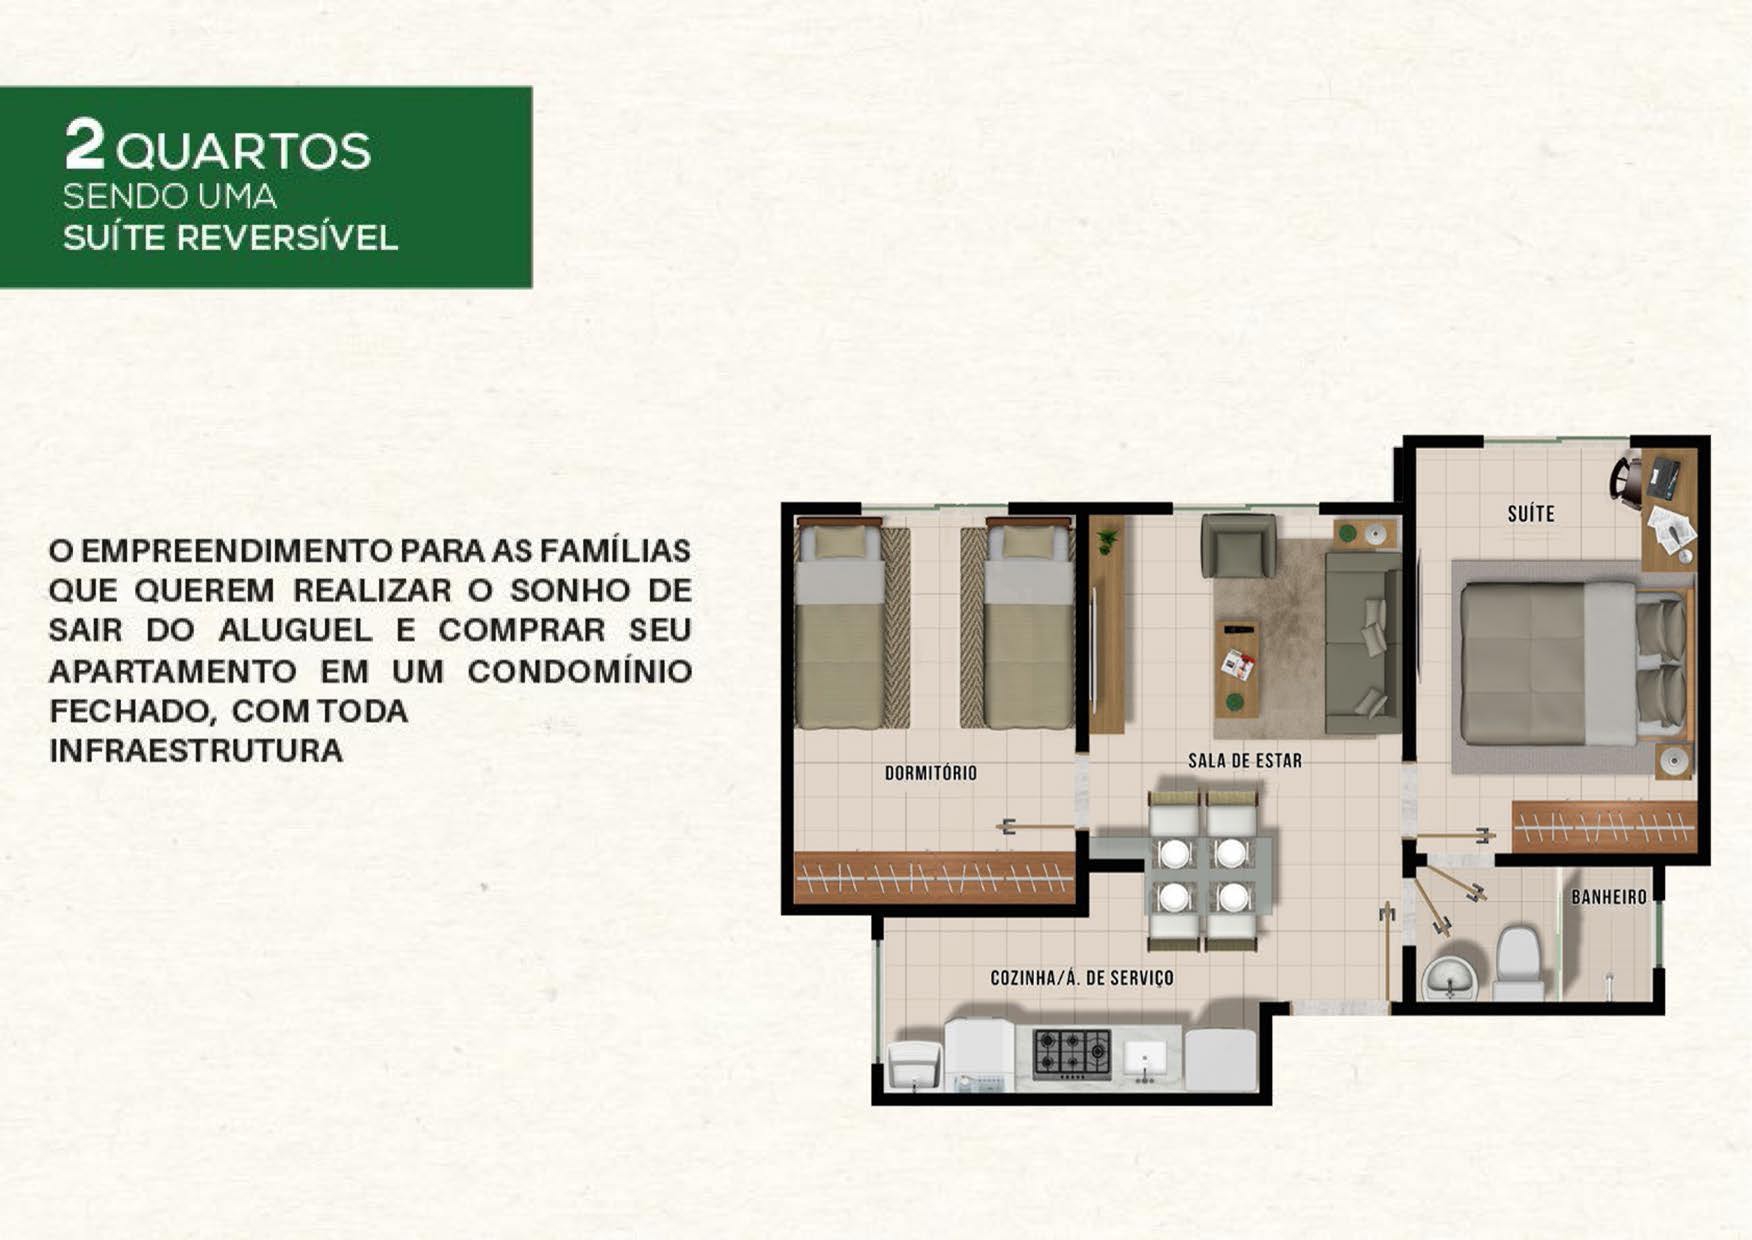 2 QUARTOS
SENDO UMA
SUÍTE REVERSÍVEL
O EMPREENDIMENTO PARA AS FAMÍLIAS
QUE QUEREM REALIZAR O SONHO DE
SAIR DO ALUGUEL E COMPRAR SEU
APARTAMENTO EM UM CONDOMÍNIO
FECHADO, COM TODA
INFRAESTRUTURA
SUÍTE
SALA DE ESTAR
DORMITÓRIO
BANHEIRO
COZINHA/Á. DE SERVIÇO